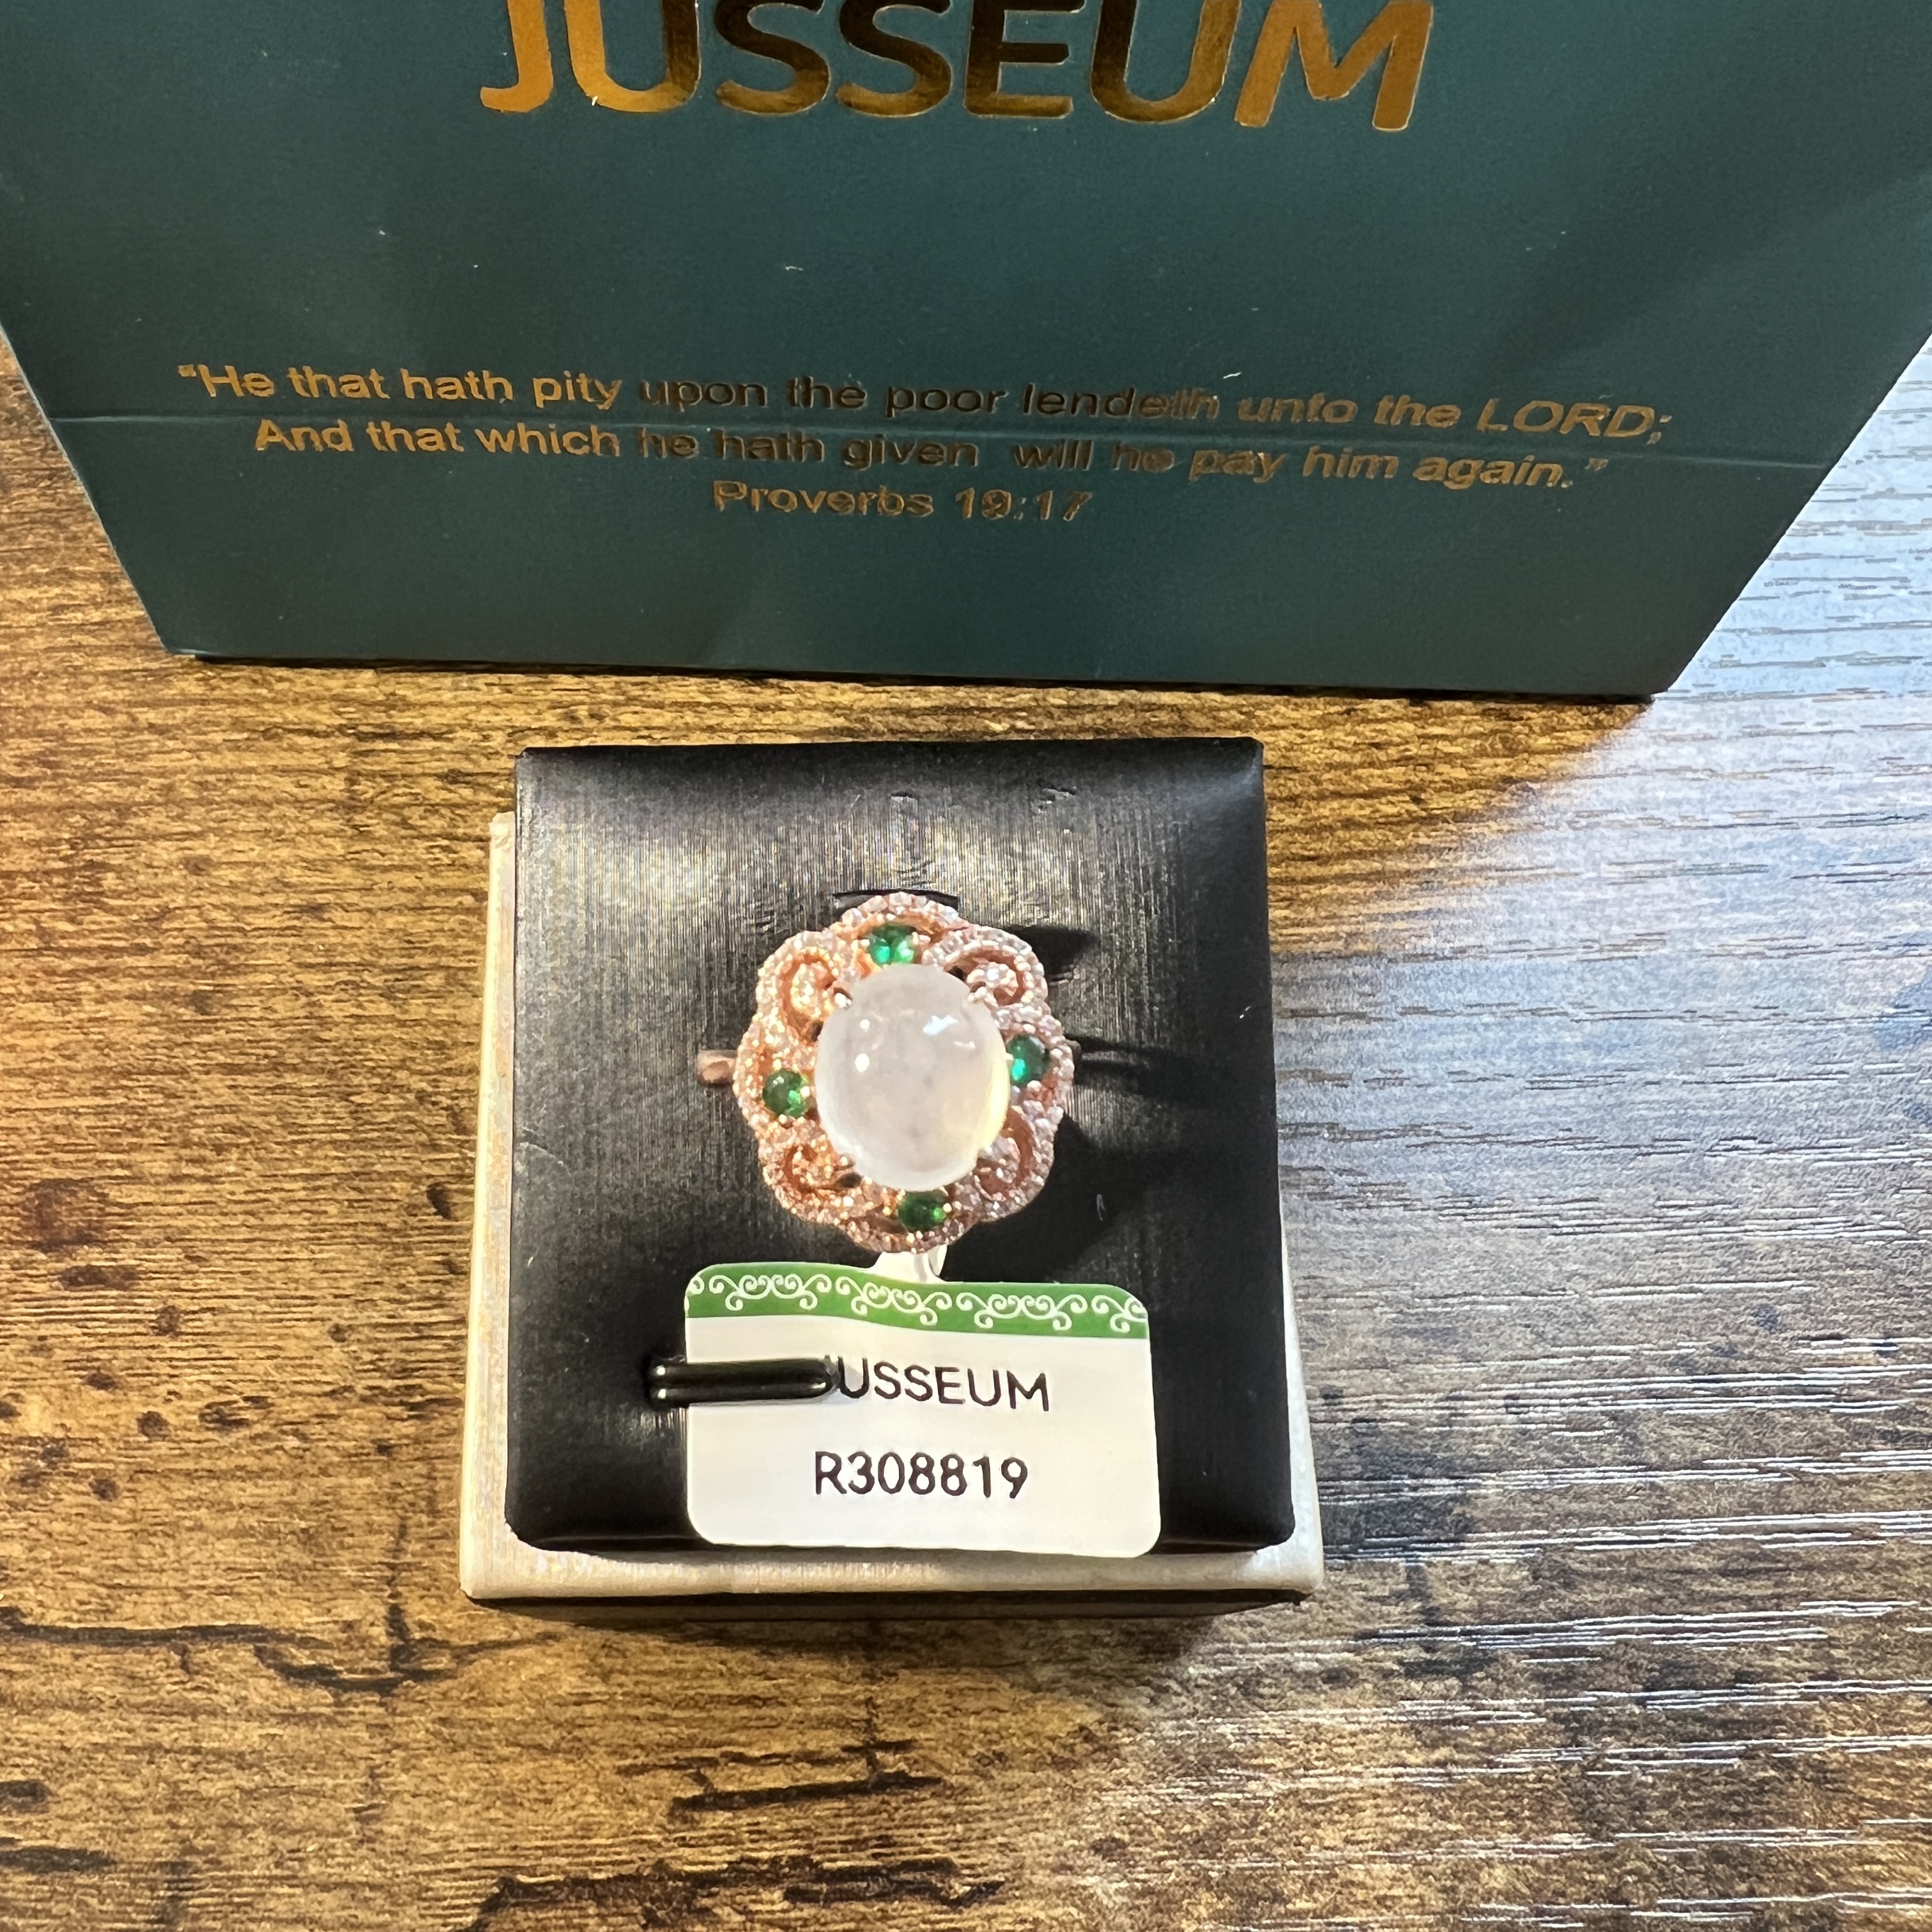 JUSSEUM
“He that hath pity upon the poor lendeth unto the LORD;
And that which he hath given will he pay him again.”
Proverbs 19:17
JUSSEUM
R308819